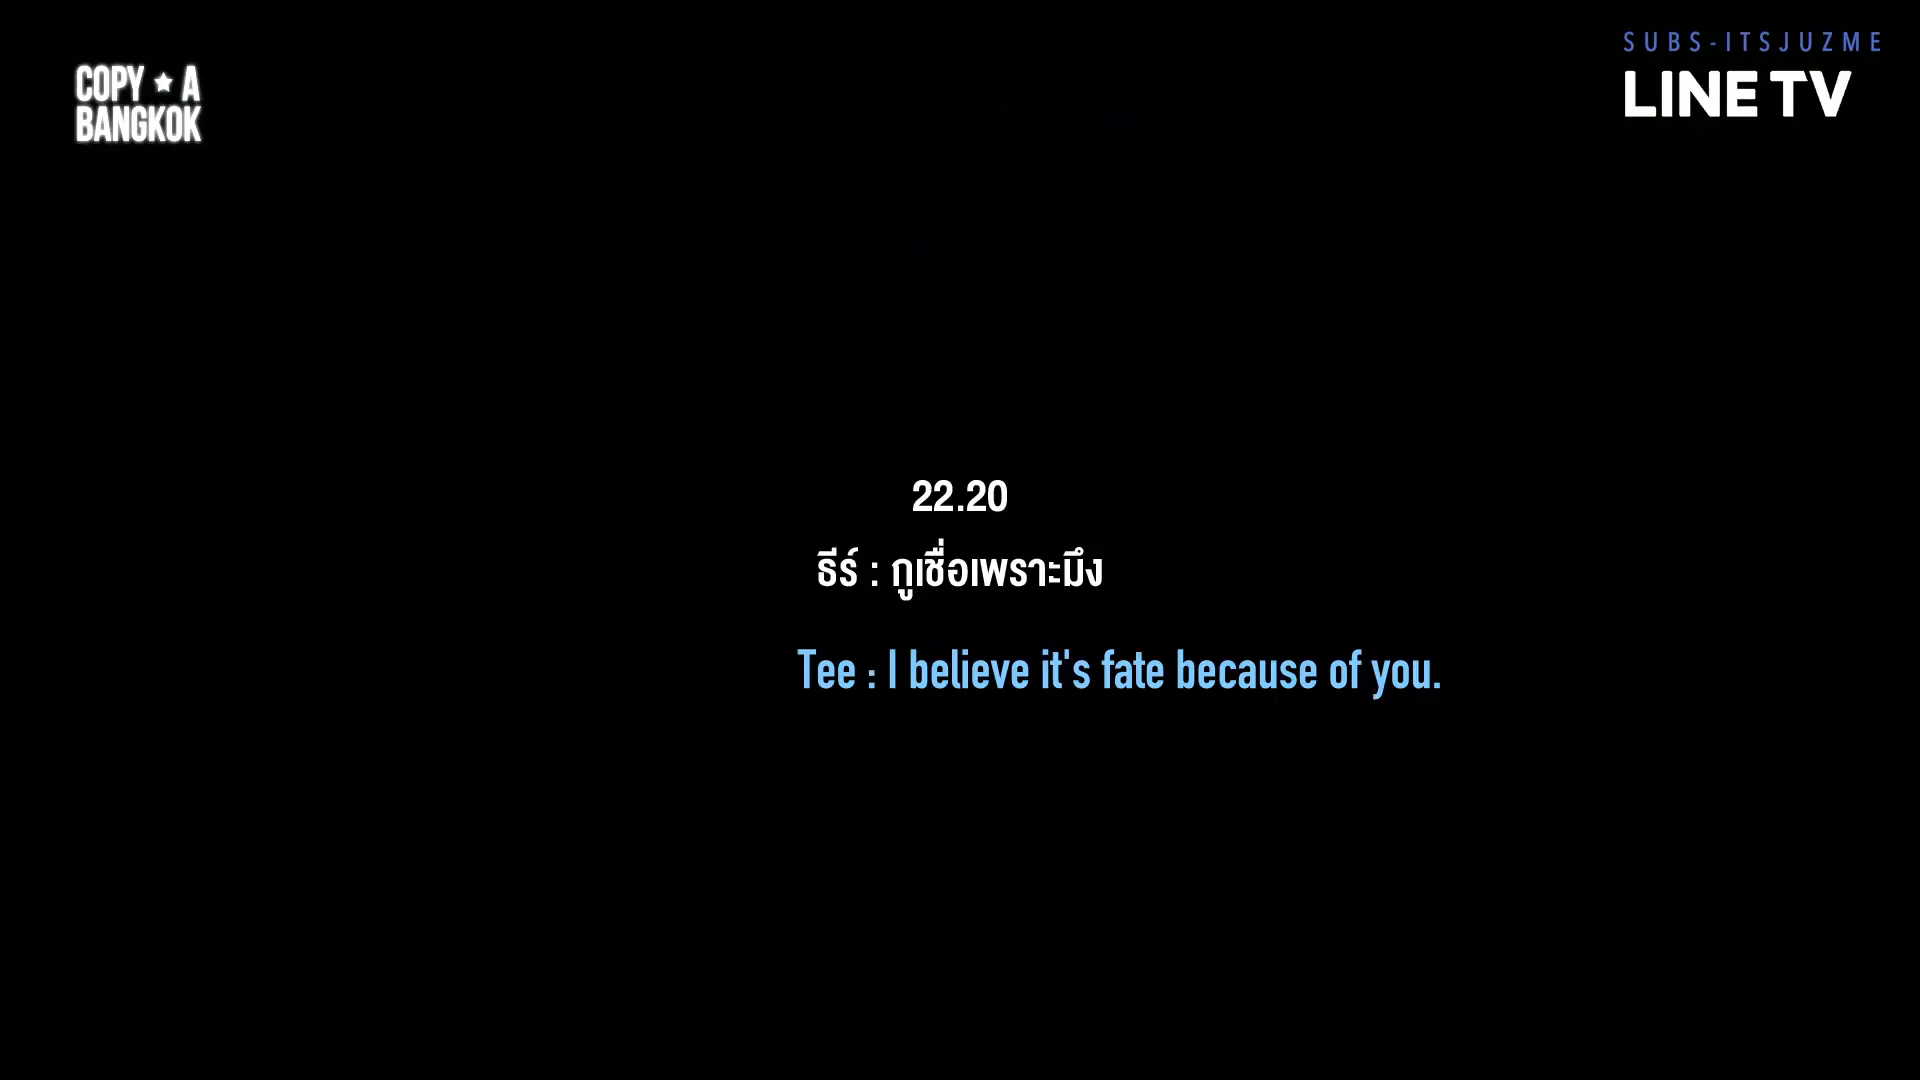 COPY ★ A
BANGKOK
SUBS-ITSJUZME
LINE TV
22.20
ธีร์ : กูเชื่อเพราะมึง
Tee : I believe it's fate because of you.